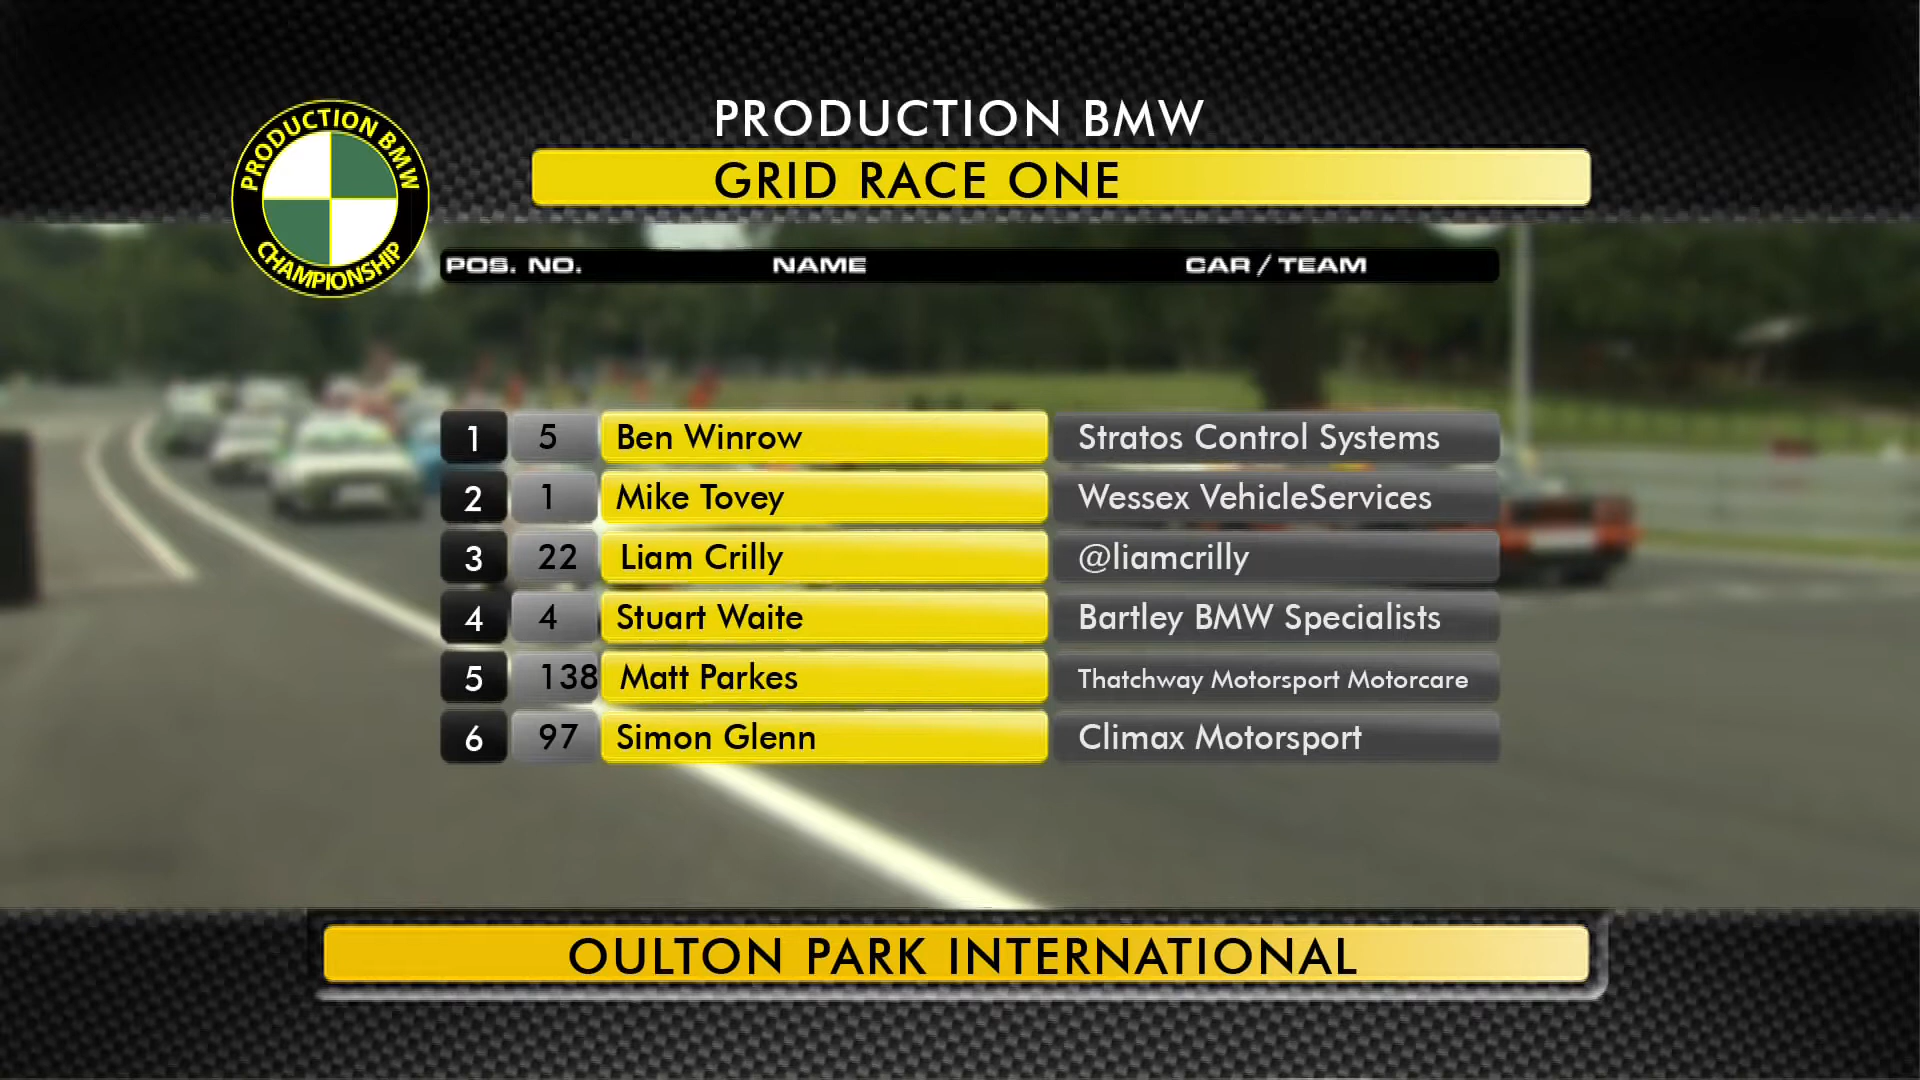 PRODUCTION BMW
GRID RACE ONE
PRODUCTION BMW
CHAMPIONSHIP
POS. NO. NAME CAR / TEAM
1 5 Ben Winrow Stratos Control Systems
2 1 Mike Tovey Wessex VehicleServices
3 22 Liam Crilly @liamcrilly
4 4 Stuart Waite Bartley BMW Specialists
5 138 Matt Parkes Thatchway Motorsport Motorcare
6 97 Simon Glenn Climax Motorsport
OULTON PARK INTERNATIONAL